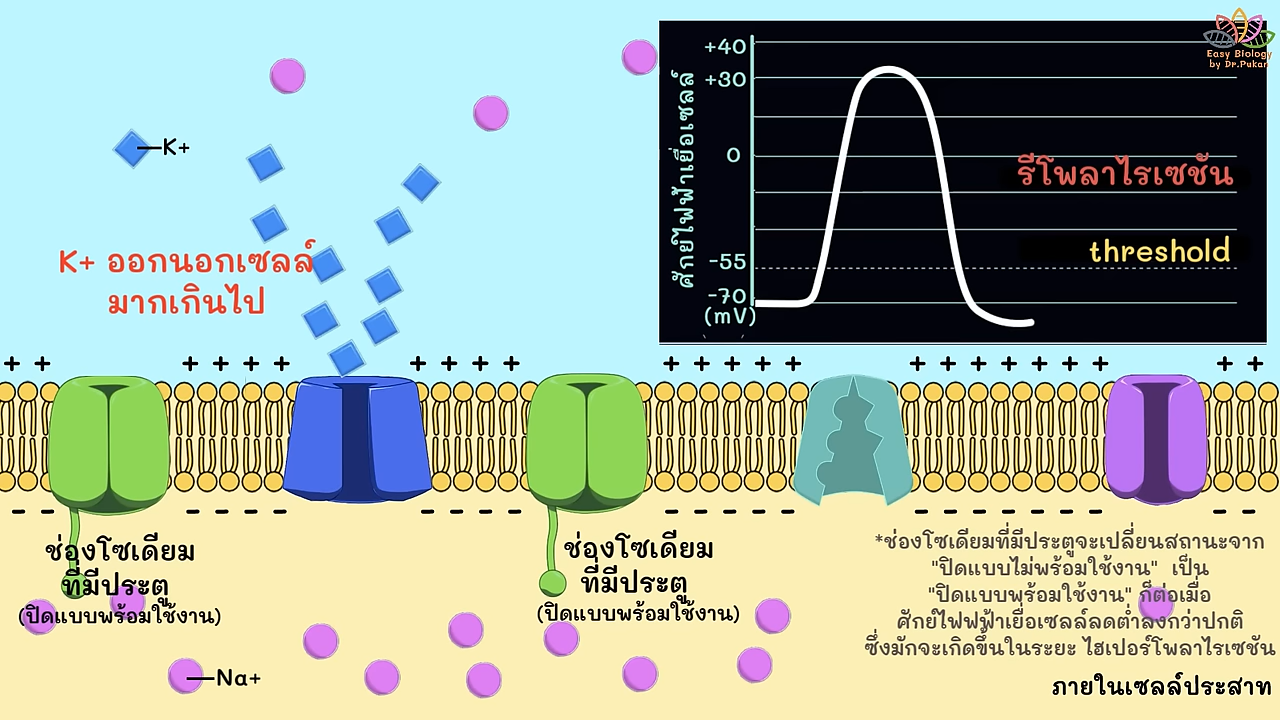 Easy Biology
by Dr.Pukan
+40
+30
0
-55
-70
(mV)
ศักย์ไฟฟ้าเยื่อเซลล์
รีโพลาไรเซชัน
threshold
K+
K+ ออกนอกเซลล์
มากเกินไป
+ +
+ + + +
+ + + +
+ + + + +
+ + + + + + +
+ +
ช่องโซเดียม
ที่มีประตู
(ปิดแบบพร้อมใช้งาน)
ช่องโซเดียม
ที่มีประตู
(ปิดแบบพร้อมใช้งาน)
*ช่องโซเดียมที่มีประตูจะเปลี่ยนสถานะจาก
"ปิดแบบไม่พร้อมใช้งาน" เป็น
"ปิดแบบพร้อมใช้งาน" ก็ต่อเมื่อ
ศักย์ไฟฟ้าเยื่อเซลล์ลดต่ำลงกว่าปกติ
ซึ่งมักจะเกิดขึ้นในระยะ ไฮเปอร์โพลาไรเซชัน
Na+
ภายในเซลล์ประสาท